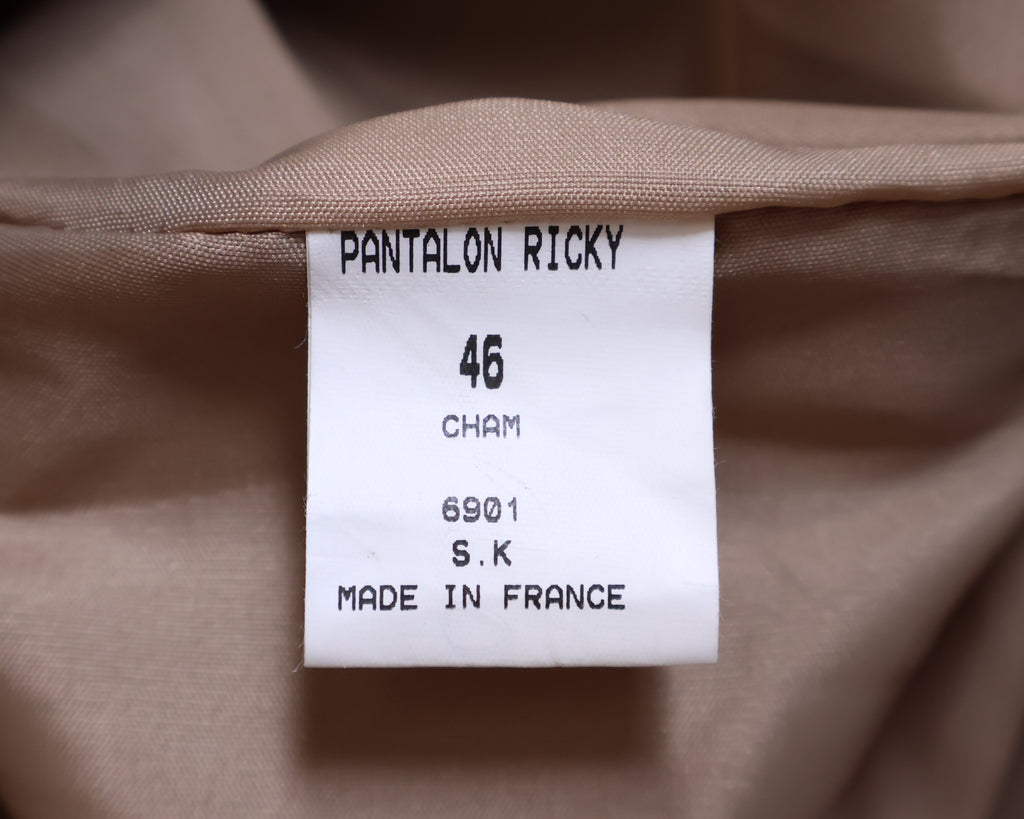 PANTALON RICKY
46
CHAM
6901
S.K
MADE IN FRANCE